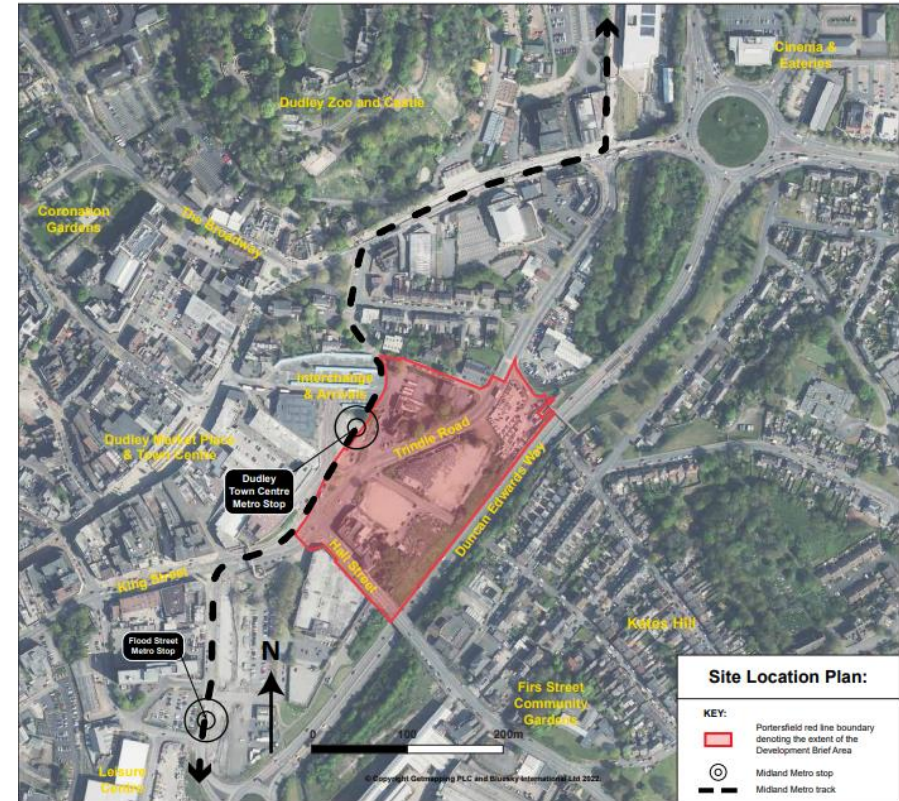 Cinema &
Eateries
Dudley Zoo and Castle
Coronation
Gardens
The Broadway
Interchange
& Arrivals
Trindle Road
Dudley Market Place
& Town Centre
Dudley
Town Centre
Metro Stop
Duncan Edwards Way
Hall Street
King Street
Kates Hill
Flood Street
Metro Stop
N
Firs Street
Community
Gardens
0 100 200m
Leisure
Centre
© Copyright Getmapping PLC and Bluesky International Ltd 2022.
Site Location Plan:
KEY:
Portersfield red line boundary
denoting the extent of the
Development Brief Area
Midland Metro stop
Midland Metro track